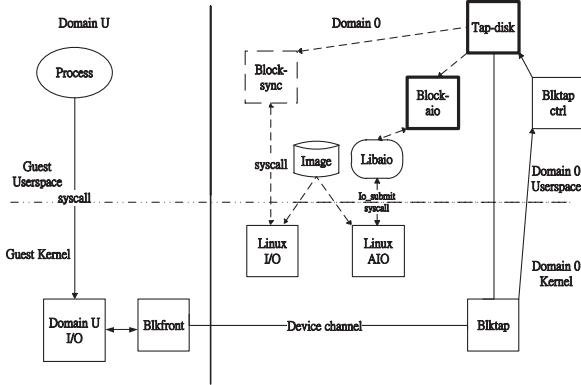 Domain U
Domain 0
Tap-disk
Process
Block-
sync
Block-
aio
Blktap
ctrl
Guest
Userspace
syscall
syscall
Image
Libaio
Io_submit
syscall
Domain 0
Userspace
Guest Kernel
Linux
I/O
Linux
AIO
Domain 0
Kernel
Domain U
I/O
Blkfront
Device channel
Blktap